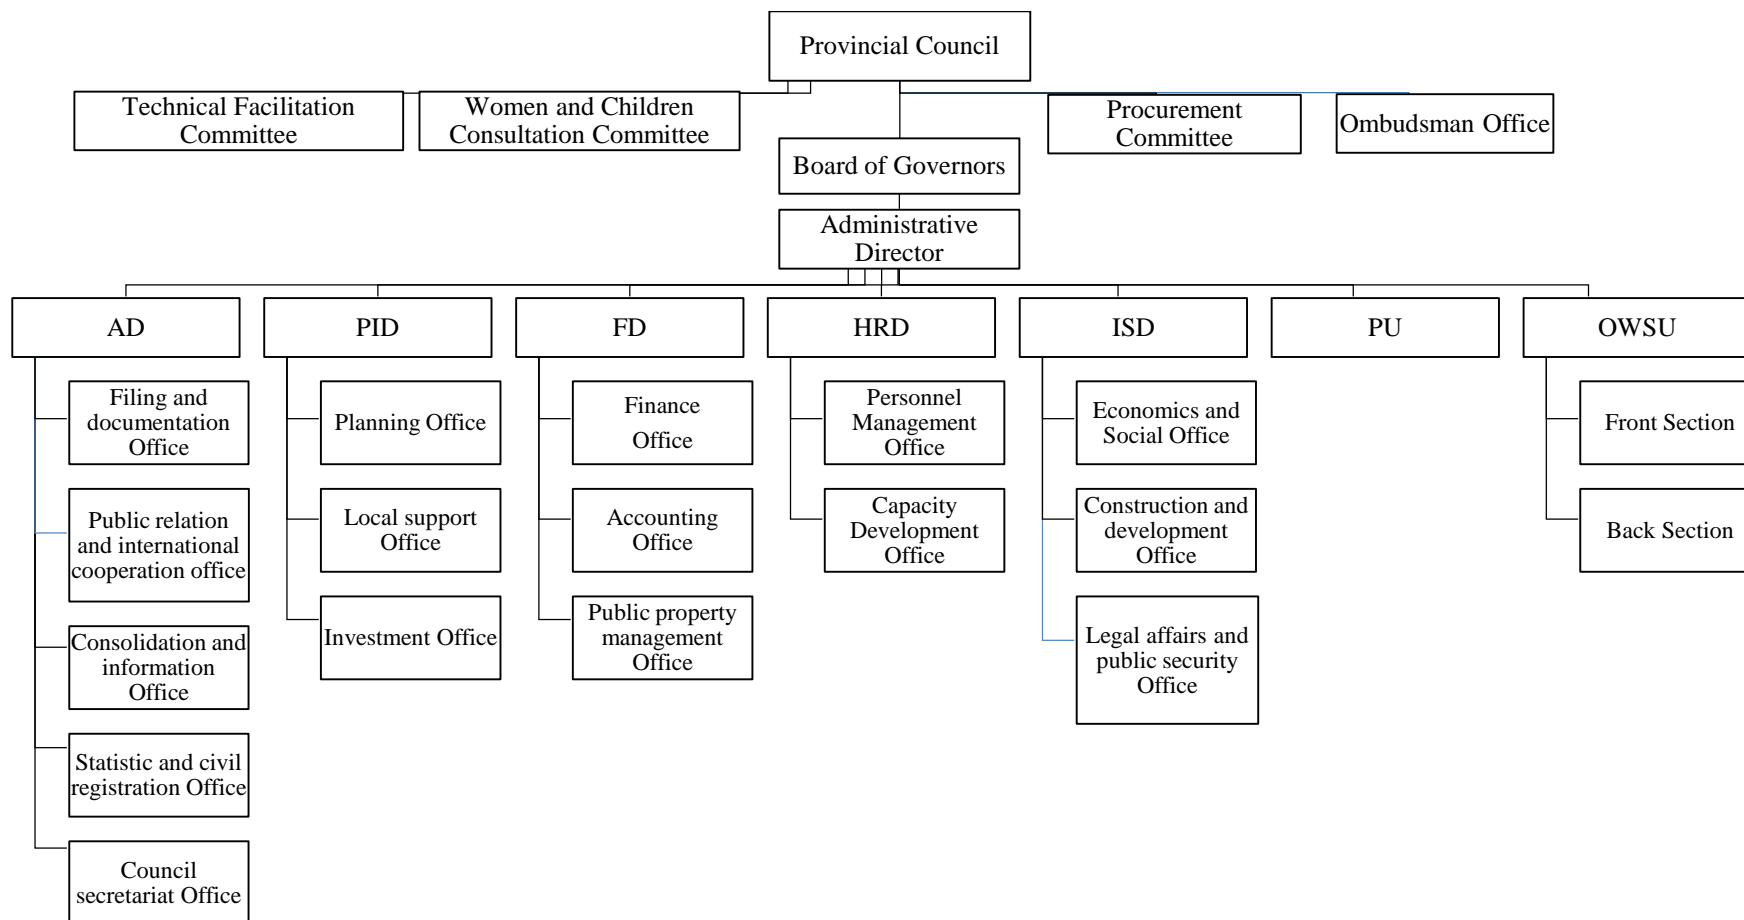 Provincial Council
Technical Facilitation
Committee
Women and Children
Consultation Committee
Procurement
Committee
Ombudsman Office
Board of Governors
Administrative
Director
AD
PID
FD
HRD
ISD
PU
OWSU
Filing and
documentation
Office
Public relation
and international
cooperation office
Consolidation and
information
Office
Statistic and civil
registration Office
Council
secretariat Office
Planning Office
Local support
Office
Investment Office
Finance
Office
Accounting
Office
Public property
management
Office
Personnel
Management
Office
Capacity
Development
Office
Economics and
Social Office
Construction and
development
Office
Legal affairs and
public security
Office
Front Section
Back Section